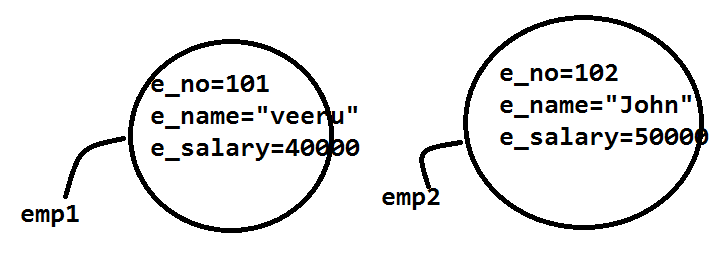 e_no=101
e_name="veeru"
e_salary=40000
emp1
e_no=102
e_name="John"
e_salary=50000
emp2